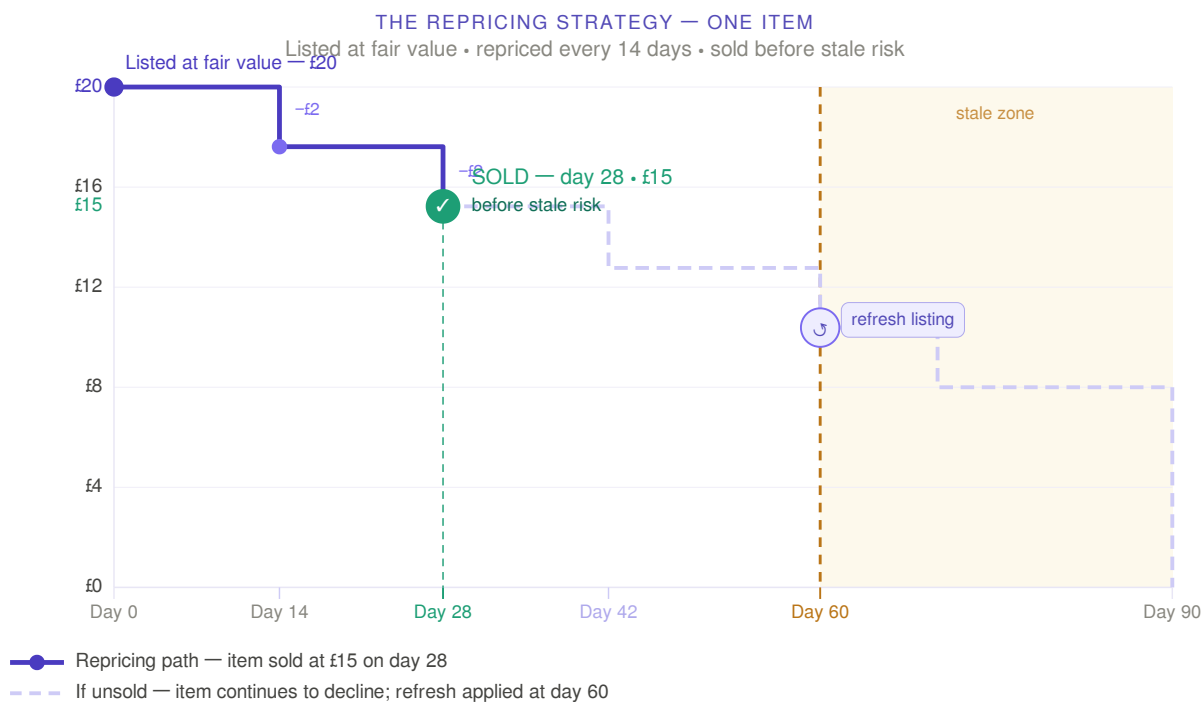 THE REPRICING STRATEGY — ONE ITEM
Listed at fair value • repriced every 14 days • sold before stale risk
Listed at fair value — £20
£20
−£2
stale zone
−£2
SOLD — day 28 • £15
£16
£15
✓
before stale risk
£12
refresh listing
£8
£4
£0
Day 0
Day 14
Day 28
Day 42
Day 60
Day 90
Repricing path — item sold at £15 on day 28
If unsold — item continues to decline; refresh applied at day 60